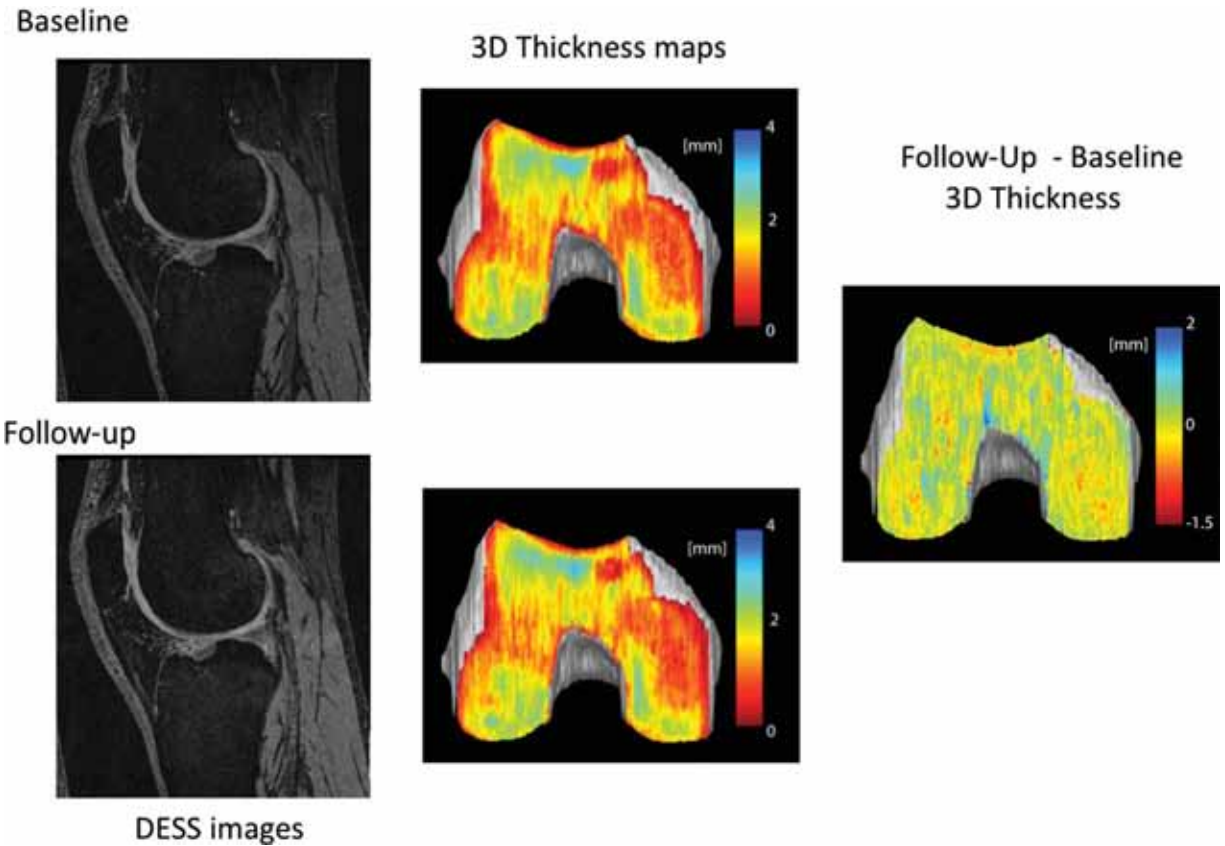 Baseline
3D Thickness maps
[mm]
4
2
0
Follow-Up - Baseline
3D Thickness
[mm]
2
0
-1.5
Follow-up
[mm]
4
2
0
DESS images